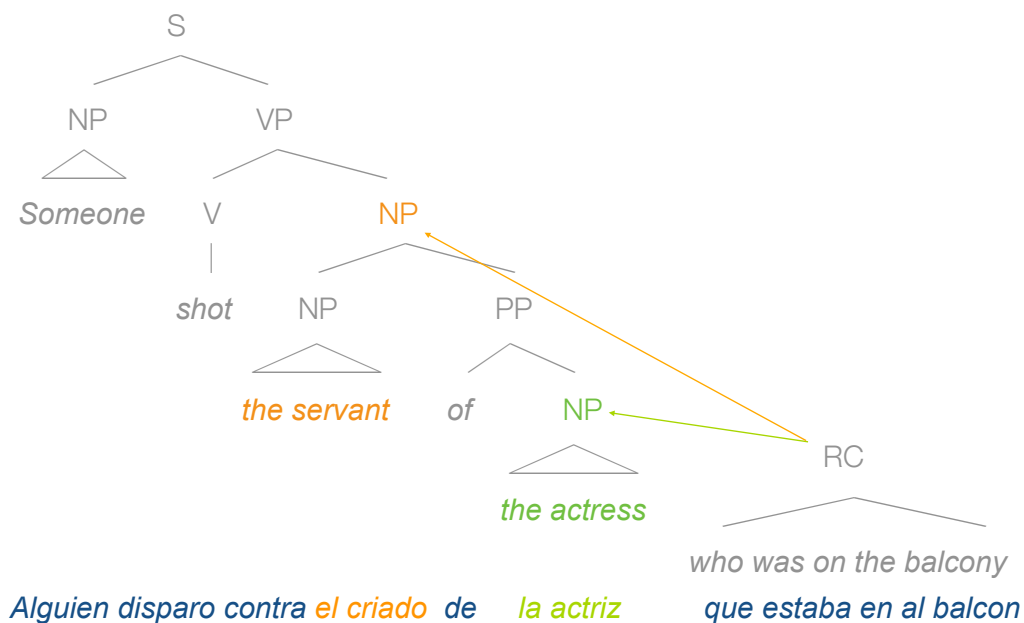 S
NP VP
Someone V NP
shot NP PP
the servant of NP
RC
the actress
who was on the balcony
Alguien disparo contra el criado de la actriz que estaba en al balcon